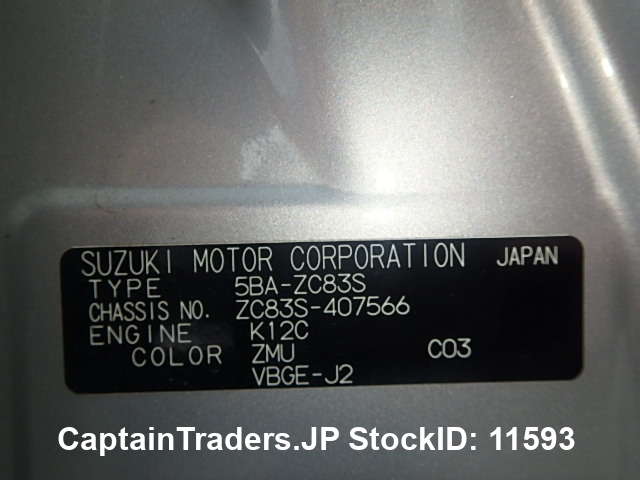 SUZUKI MOTOR CORPORATION JAPAN
TYPE 5BA-ZC83S
CHASSIS NO. ZC83S-407566
ENGINE K12C
COLOR ZMU C03
VBGE-J2
CaptainTraders.JP StockID: 11593